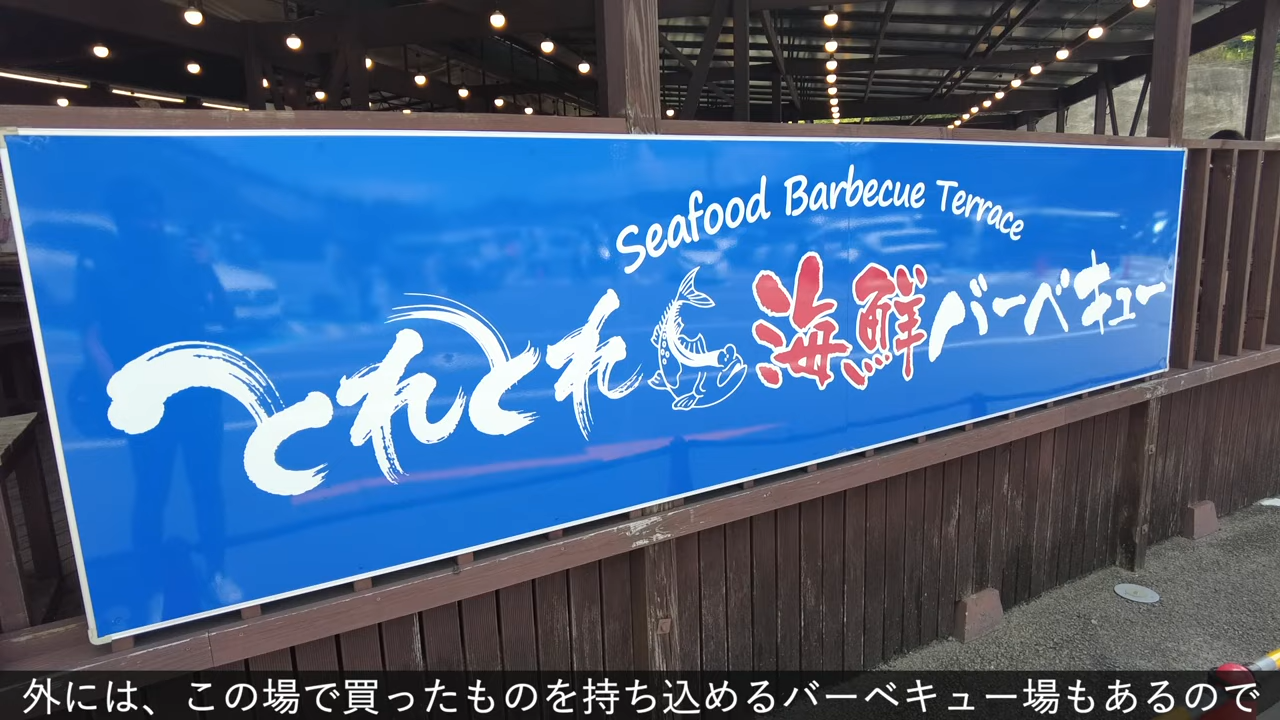 Seafood Barbecue Terrace
とれとれ海鮮バーベキュー
外には、この場で買ったものを持ち込めるバーベキュー場もあるので